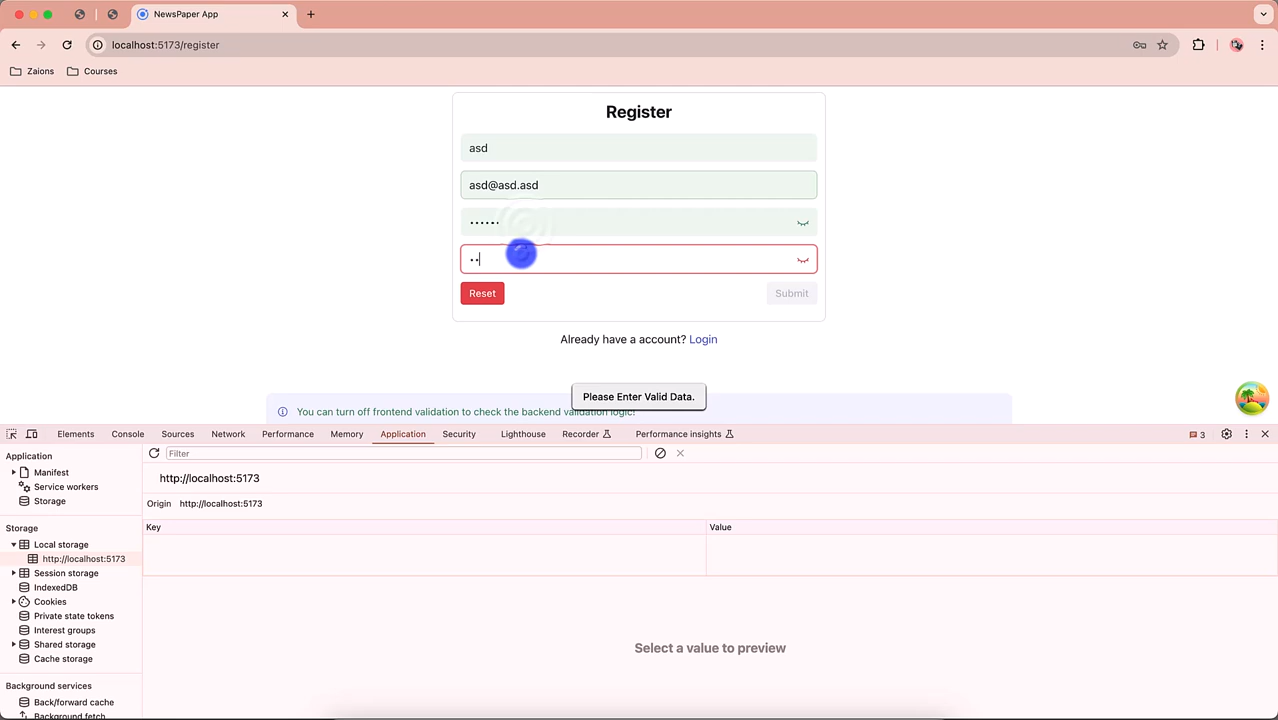 NewsPaper App
localhost:5173/register
Zaions
Courses
Register
asd
asd@asd.asd
Reset
Submit
Already have a account? Login
Please Enter Valid Data.
You can turn off frontend validation to check the backend validation logic!
Elements
Console
Sources
Network
Performance
Memory
Application
Security
Lighthouse
Recorder
Performance insights
3
Application
Manifest
Service workers
Storage
Storage
Local storage
http://localhost:5173
Session storage
IndexedDB
Cookies
Private state tokens
Interest groups
Shared storage
Cache storage
Background services
Back/forward cache
Background fetch
Filter
http://localhost:5173
Origin http://localhost:5173
Key
Value
Select a value to preview